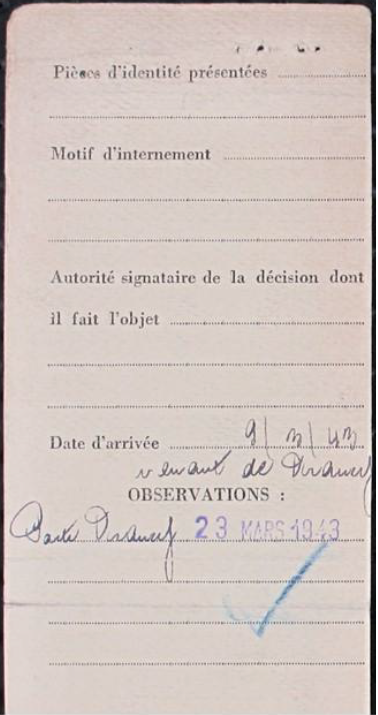 Pièces d'identité présentées
Motif d'internement
Autorité signataire de la décision dont
il fait l'objet
Date d'arrivée 9/3/43
venant de Drancy
OBSERVATIONS :
Drancy 23 MARS 1943